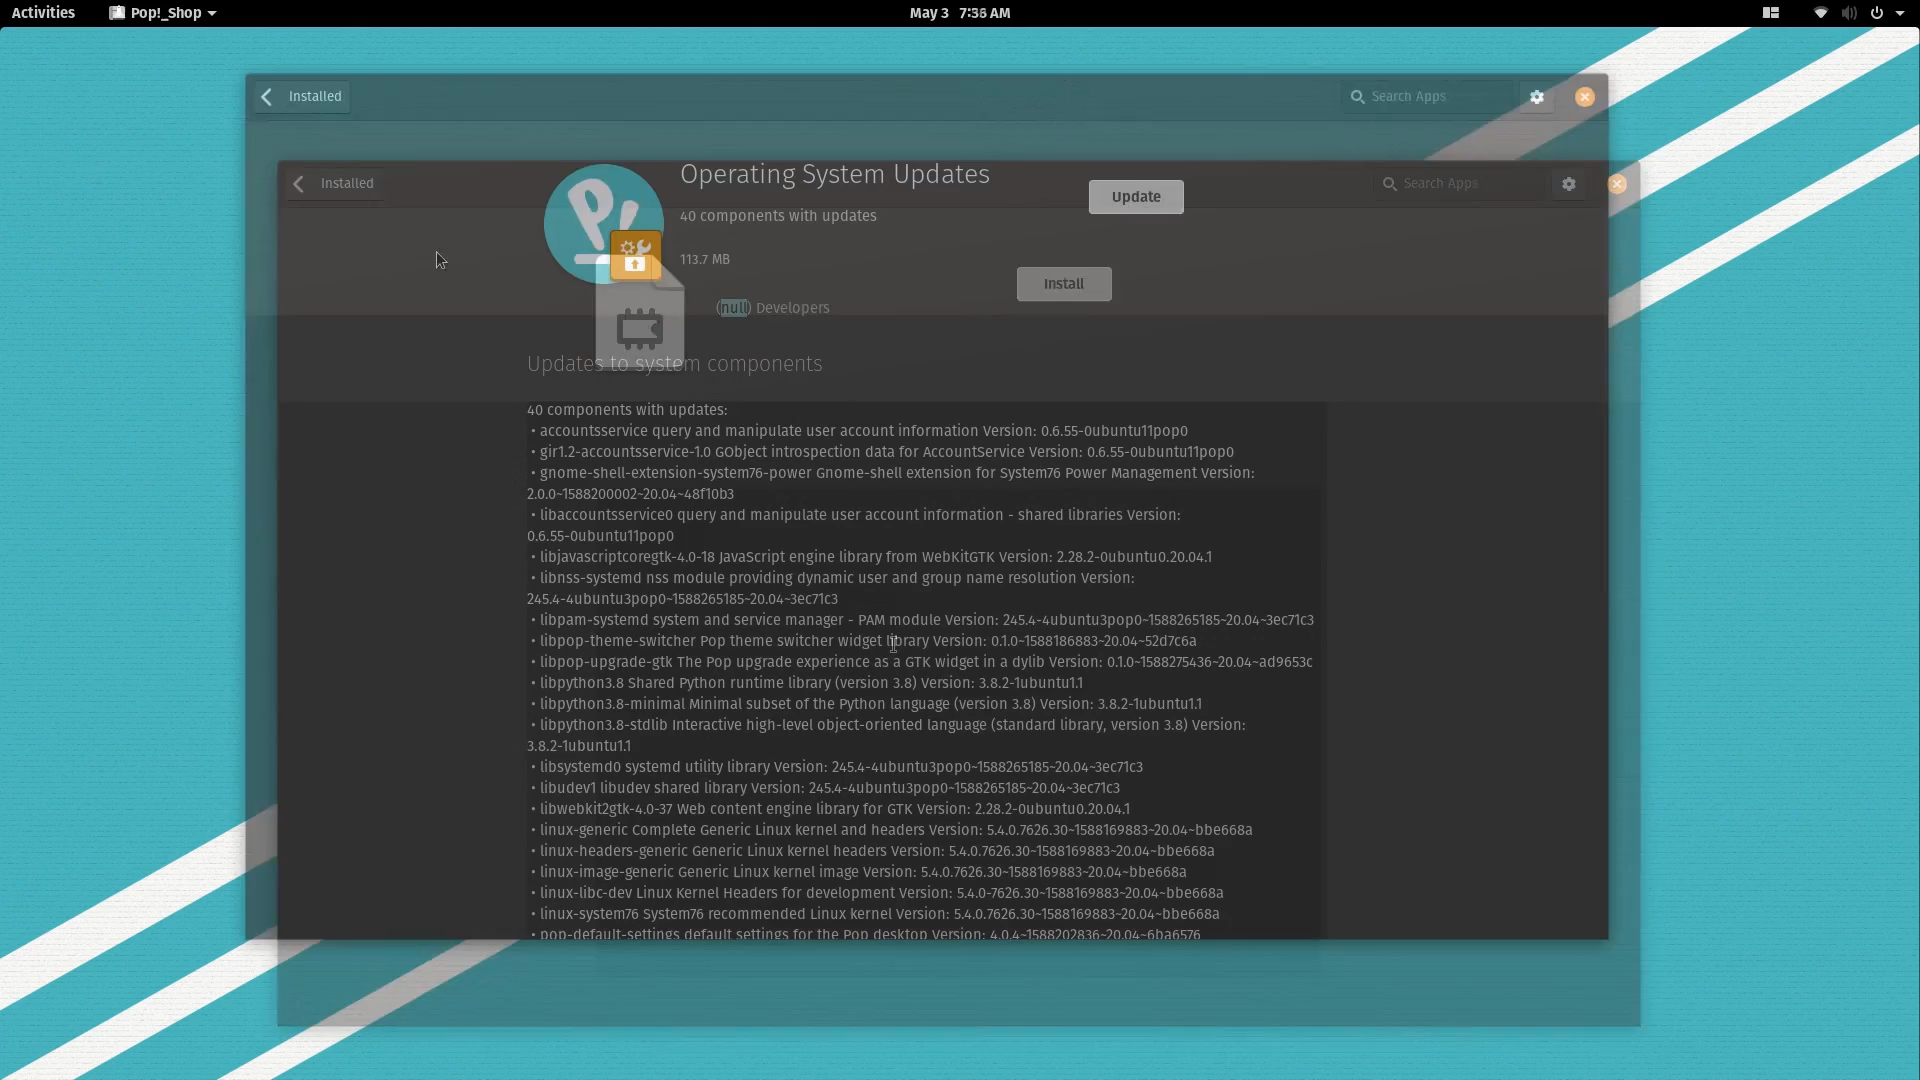 Activities
Pop!_Shop
May 3 7:36 AM
Installed
Search Apps
Installed
Search Apps
Operating System Updates
Update
40 components with updates
113.7 MB
Install
(null) Developers
Updates to system components
40 components with updates:
• accountsservice query and manipulate user account information Version: 0.6.55-0ubuntu11pop0
• gir1.2-accountsservice-1.0 GObject introspection data for AccountService Version: 0.6.55-0ubuntu11pop0
• gnome-shell-extension-system76-power Gnome-shell extension for System76 Power Management Version:
2.0.0~1588200002~20.04~48f10b3
• libaccountsservice0 query and manipulate user account information - shared libraries Version:
0.6.55-0ubuntu11pop0
• libjavascriptcoregtk-4.0-18 JavaScript engine library from WebKitGTK Version: 2.28.2-0ubuntu0.20.04.1
• libnss-systemd nss module providing dynamic user and group name resolution Version:
245.4-4ubuntu3pop0~1588265185~20.04~3ec71c3
• libpam-systemd system and service manager - PAM module Version: 245.4-4ubuntu3pop0~1588265185~20.04~3ec71c3
• libpop-theme-switcher Pop theme switcher widget library Version: 0.1.0~1588186883~20.04~52d7c6a
• libpop-upgrade-gtk The Pop upgrade experience as a GTK widget in a dylib Version: 0.1.0~1588275436~20.04~ad9653c
• libpython3.8 Shared Python runtime library (version 3.8) Version: 3.8.2-1ubuntu1.1
• libpython3.8-minimal Minimal subset of the Python language (version 3.8) Version: 3.8.2-1ubuntu1.1
• libpython3.8-stdlib Interactive high-level object-oriented language (standard library, version 3.8) Version:
3.8.2-1ubuntu1.1
• libsystemd0 systemd utility library Version: 245.4-4ubuntu3pop0~1588265185~20.04~3ec71c3
• libudev1 libudev shared library Version: 245.4-4ubuntu3pop0~1588265185~20.04~3ec71c3
• libwebkit2gtk-4.0-37 Web content engine library for GTK Version: 2.28.2-0ubuntu0.20.04.1
• linux-generic Complete Generic Linux kernel and headers Version: 5.4.0.7626.30~1588169883~20.04~bbe668a
• linux-headers-generic Generic Linux kernel headers Version: 5.4.0.7626.30~1588169883~20.04~bbe668a
• linux-image-generic Generic Linux kernel image Version: 5.4.0.7626.30~1588169883~20.04~bbe668a
• linux-libc-dev Linux Kernel Headers for development Version: 5.4.0-7626.30~1588169883~20.04~bbe668a
• linux-system76 System76 recommended Linux kernel Version: 5.4.0.7626.30~1588169883~20.04~bbe668a
• pop-default-settings default settings for the Pop desktop Version: 4.0.4~1588202836~20.04~6ba6576